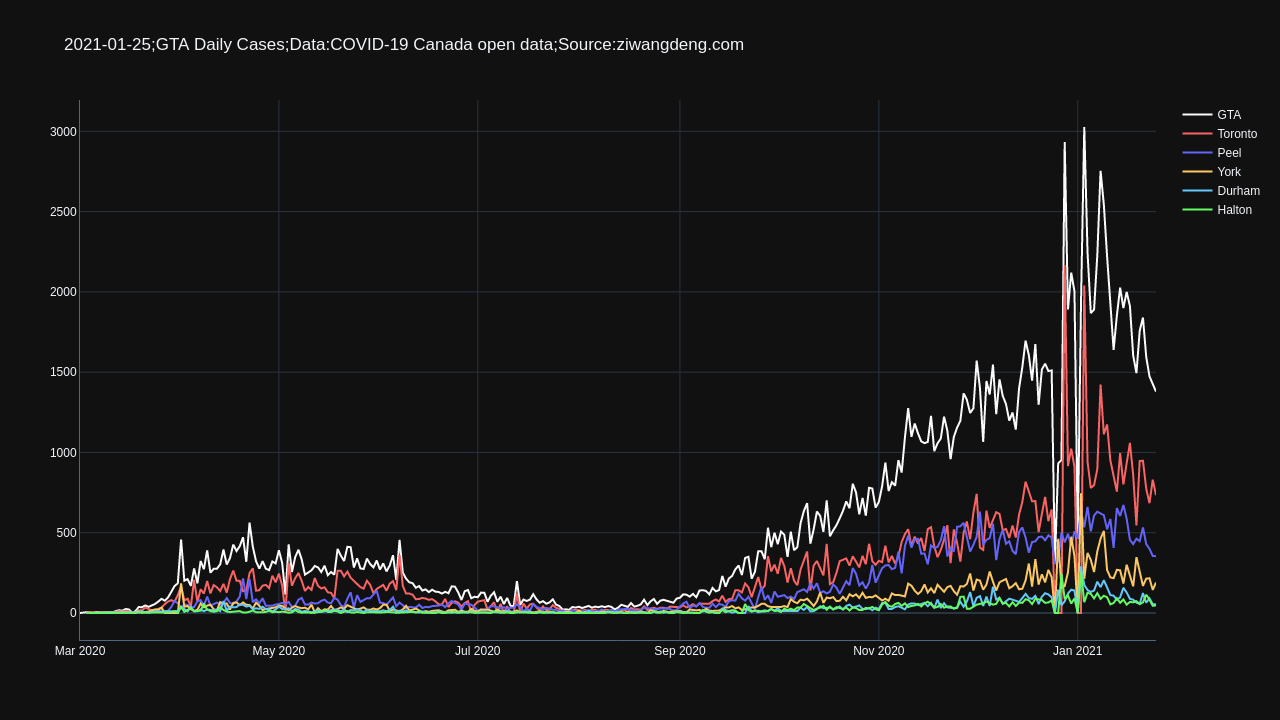 2021-01-25;GTA Daily Cases;Data:COVID-19 Canada open data;Source:ziwangdeng.com
3000
2500
2000
1500
1000
500
0
Mar 2020
May 2020
Jul 2020
Sep 2020
Nov 2020
Jan 2021
GTA
Toronto
Peel
York
Durham
Halton